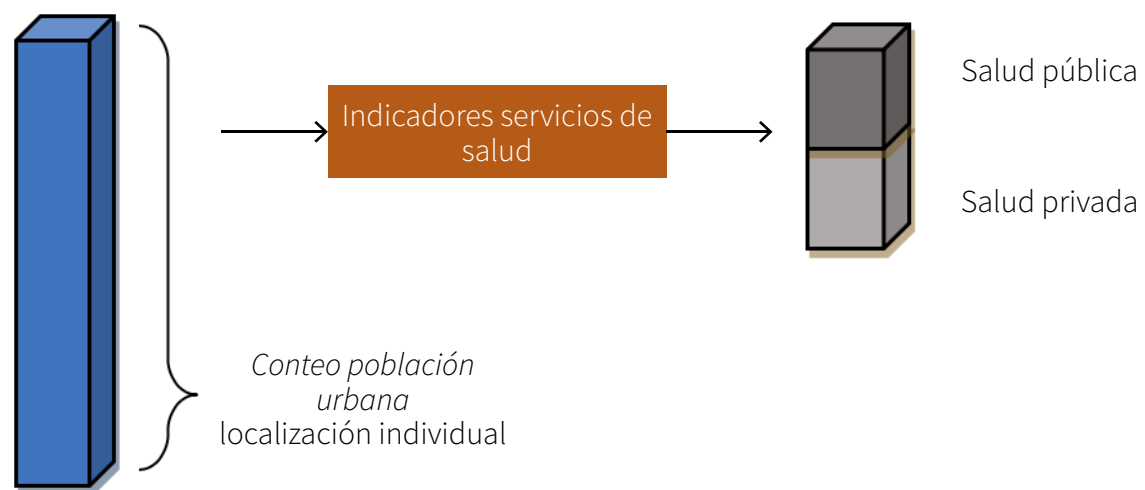 Salud pública
Indicadores servicios de
salud
Salud privada
Conteo población
urbana
localización individual